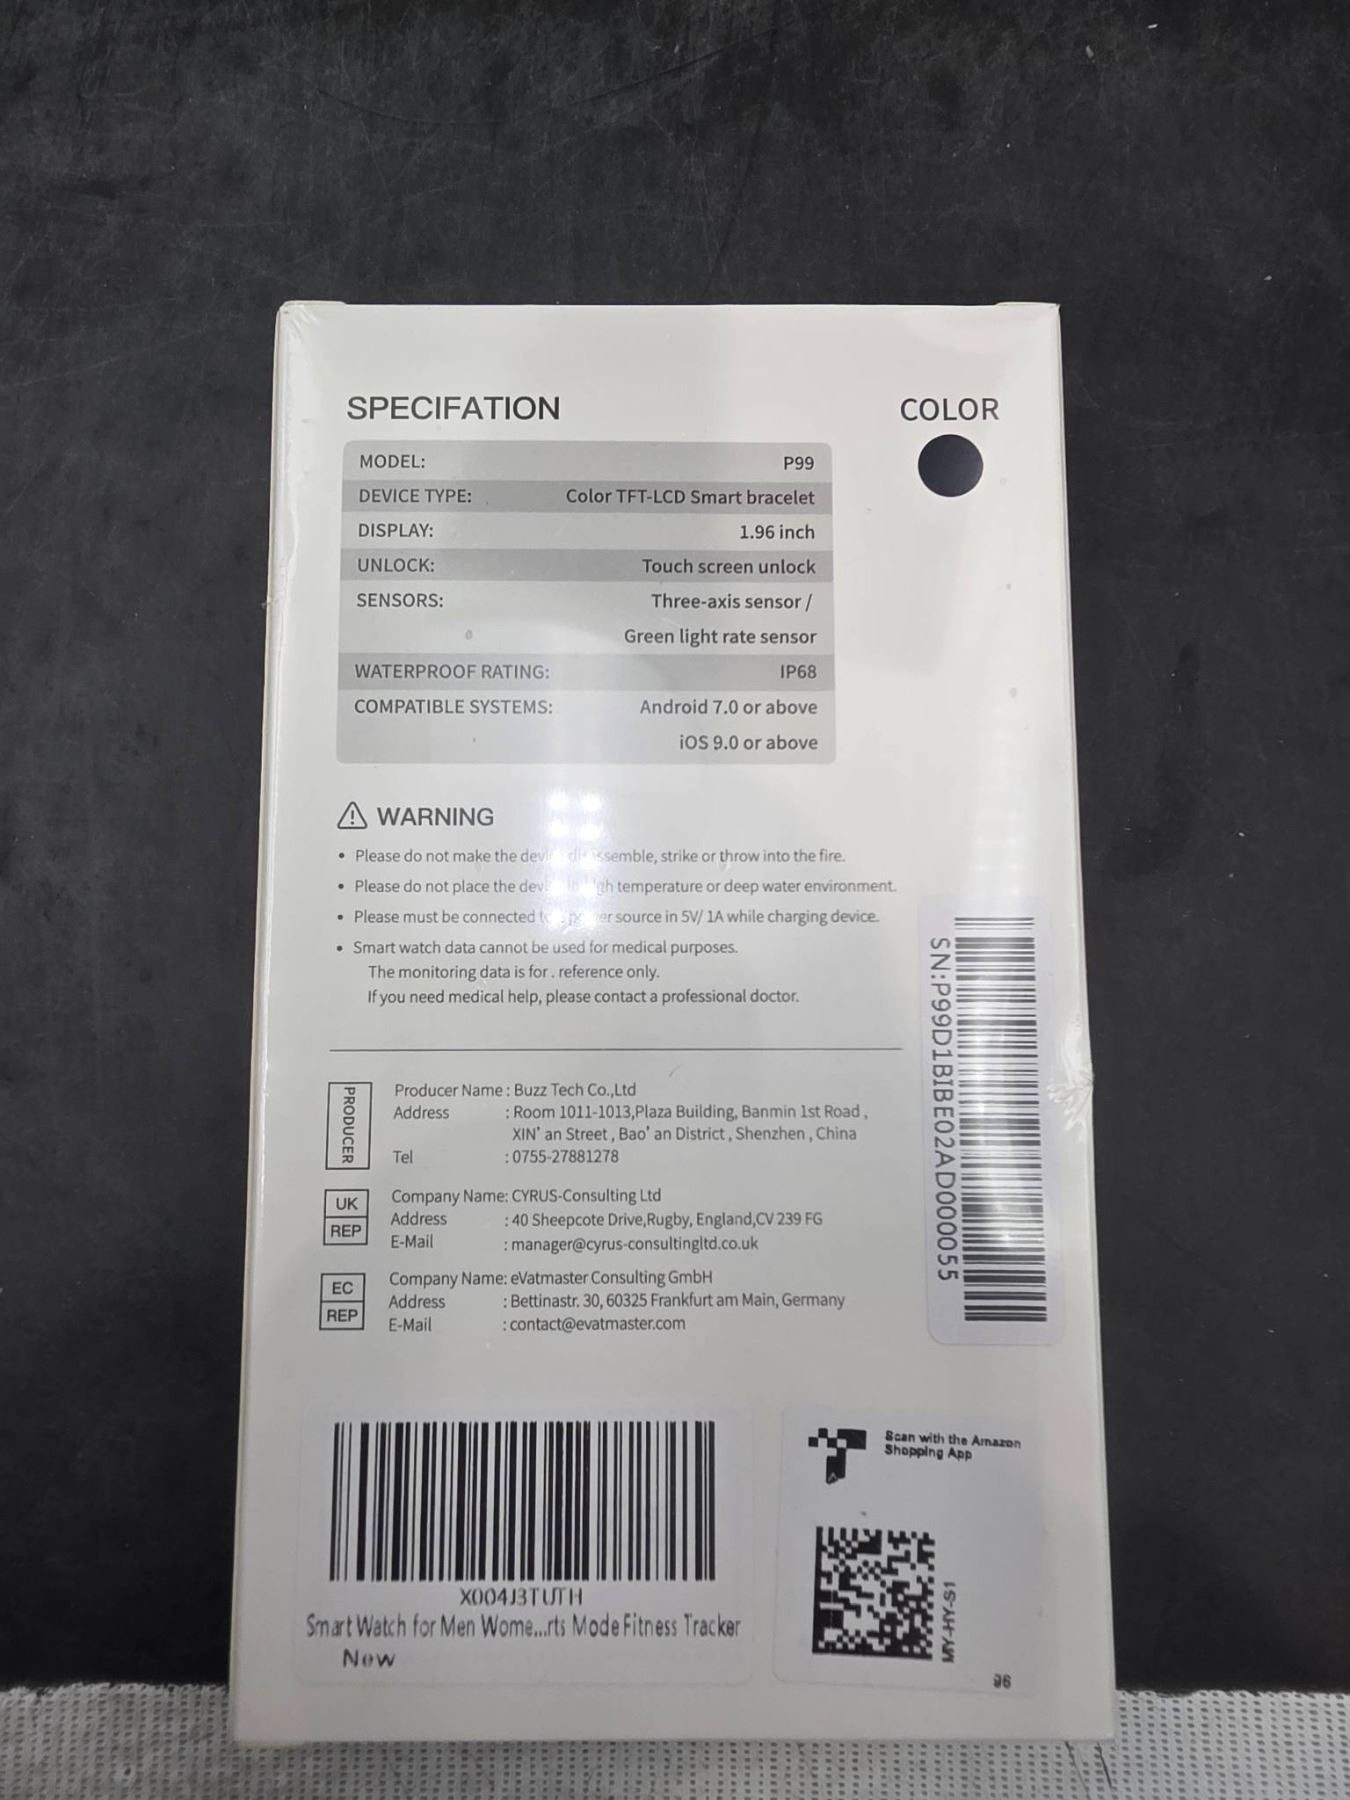 SPECIFATION
COLOR
MODEL: P99
DEVICE TYPE: Color TFT-LCD Smart bracelet
DISPLAY: 1.96 inch
UNLOCK: Touch screen unlock
SENSORS: Three-axis sensor /
Green light rate sensor
WATERPROOF RATING: IP68
COMPATIBLE SYSTEMS: Android 7.0 or above
iOS 9.0 or above
WARNING
• Please do not make the device disassemble, strike or throw into the fire.
• Please do not place the device in high temperature or deep water environment.
• Please must be connected to a power source in 5V/ 1A while charging device.
• Smart watch data cannot be used for medical purposes.
The monitoring data is for . reference only.
If you need medical help, please contact a professional doctor.
SN:P99D1BIBE02AD000055
PRODUCER
Producer Name : Buzz Tech Co.,Ltd
Address : Room 1011-1013,Plaza Building, Banmin 1st Road ,
XIN' an Street , Bao' an District , Shenzhen , China
Tel : 0755-27881278
UK
REP
Company Name: CYRUS-Consulting Ltd
Address : 40 Sheepcote Drive,Rugby, England,CV 239 FG
E-Mail : manager@cyrus-consultingltd.co.uk
EC
REP
Company Name: eVatmaster Consulting GmbH
Address : Bettinastr. 30, 60325 Frankfurt am Main, Germany
E-Mail : contact@evatmaster.com
X004J3TUTH
Smart Watch for Men Wome...rts Mode Fitness Tracker
New
Scan with the Amazon
Shopping App
96